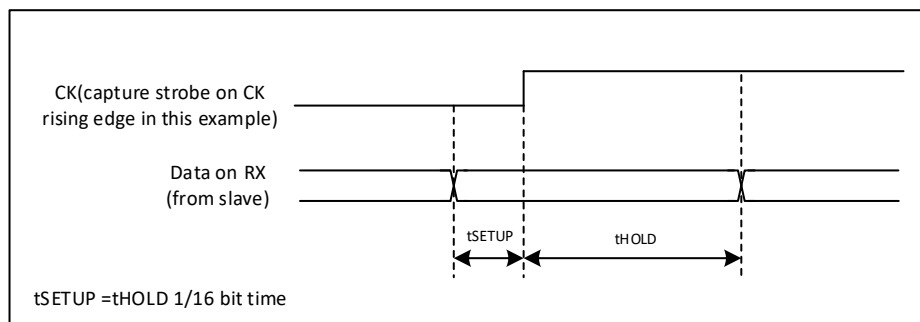 CK(capture strobe on CK
rising edge in this example)
Data on RX
(from slave)
tSETUP
tHOLD
tSETUP =tHOLD 1/16 bit time